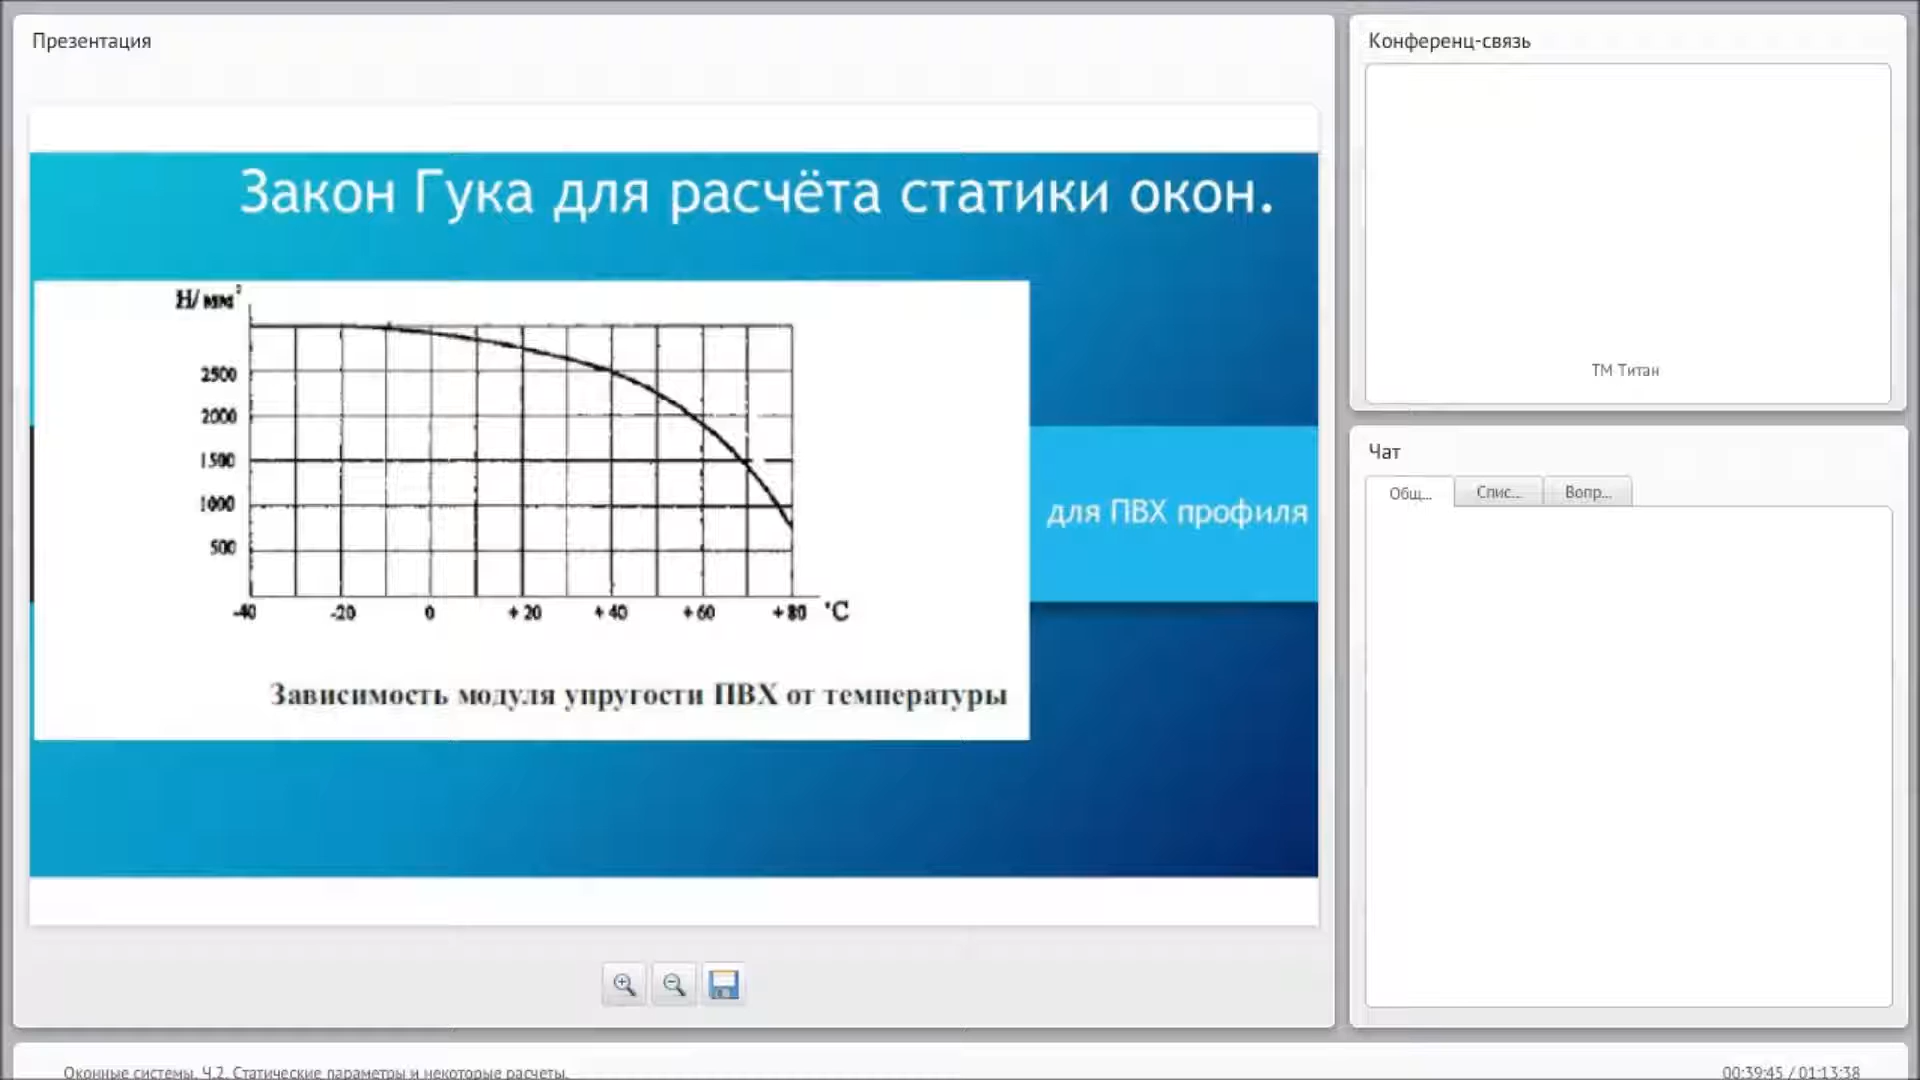 Презентация
Закон Гука для расчёта статики окон.
Н/мм²
2500
2000
1500
1000
500
-40 -20 0 +20 +40 +60 +80 °C
Зависимость модуля упругости ПВХ от температуры
для ПВХ профиля
Конференц-связь
ТМ Титан
Чат
Общ... Спис... Вопр...
Оконные системы. Ч.2. Статические параметры и некоторые расчеты.
00:39:45 / 01:13:38